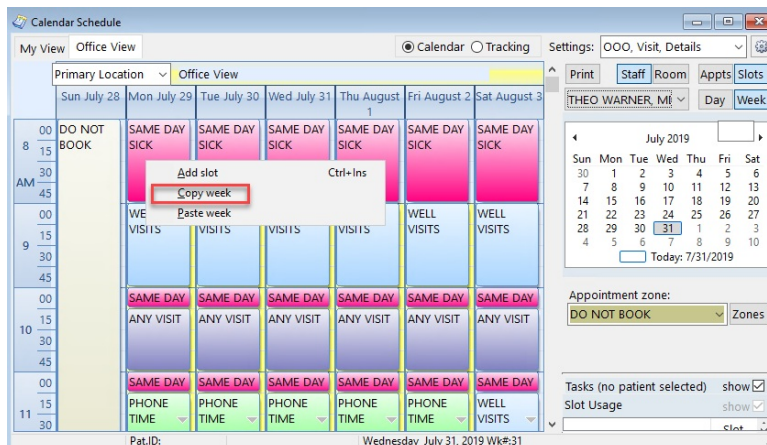 Calendar Schedule
My View Office View Calendar Tracking Settings: OOO, Visit, Details
Primary Location Office View Print Staff Room Appts Slots
Sun July 28 Mon July 29 Tue July 30 Wed July 31 Thu August 1 Fri August 2 Sat August 3
THEO WARNER, MI Day Week
00 DO NOT BOOK SAME DAY SICK SAME DAY SICK SAME DAY SICK SAME DAY SICK SAME DAY SICK SAME DAY SICK
8 15
AM 30
45
Add slot Ctrl+Ins
Copy week
Paste week
00 WE WELL VISITS WELL VISITS
VISITS VISITS VISITS VISITS
15
9 30
45
00 SAME DAY SAME DAY SAME DAY SAME DAY SAME DAY SAME DAY
15 ANY VISIT ANY VISIT ANY VISIT ANY VISIT ANY VISIT ANY VISIT
10 30
45
00 SAME DAY SAME DAY SAME DAY SAME DAY SAME DAY SAME DAY
11 15 PHONE TIME PHONE TIME PHONE TIME PHONE TIME PHONE TIME WELL VISITS
30
July 2019
Sun Mon Tue Wed Thu Fri Sat
30 1 2 3 4 5 6
7 8 9 10 11 12 13
14 15 16 17 18 19 20
21 22 23 24 25 26 27
28 29 30 31 1 2 3
4 5 6 7 8 9 10
Today: 7/31/2019
Appointment zone:
DO NOT BOOK Zones
Tasks (no patient selected) show
Slot Usage show
Slot
Pat.ID: Wednesday July 31, 2019 Wk#:31